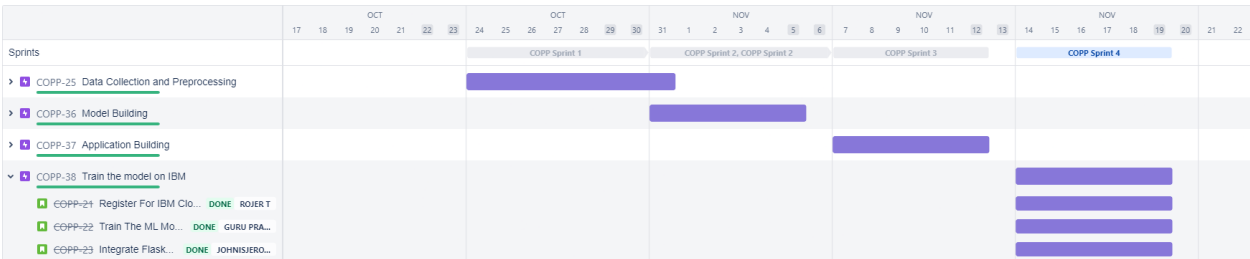 OCT OCT NOV NOV NOV
17 18 19 20 21 22 23 24 25 26 27 28 29 30 31 1 2 3 4 5 6 7 8 9 10 11 12 13 14 15 16 17 18 19 20 21 22
Sprints COPP Sprint 1 COPP Sprint 2, COPP Sprint 2 COPP Sprint 3 COPP Sprint 4
COPP-25 Data Collection and Preprocessing
COPP-36 Model Building
COPP-37 Application Building
COPP-38 Train the model on IBM
COPP-21 Register For IBM Clo... DONE ROJER T
COPP-22 Train The ML Mo... DONE GURU PRA...
COPP-23 Integrate Flask... DONE JOHNISJERO...